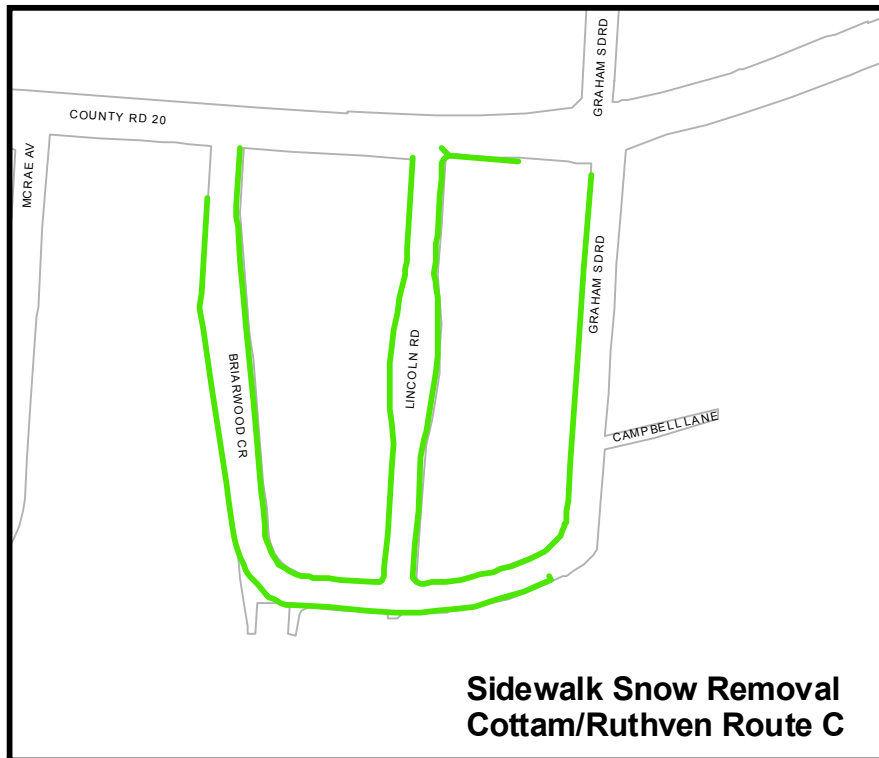 GRAHAM SDRD
COUNTY RD 20
MCRAE AV
GRAHAM SDRD
LINCOLN RD
BRIARWOOD CR
CAMPBELL LANE
Sidewalk Snow Removal
Cottam/Ruthven Route C